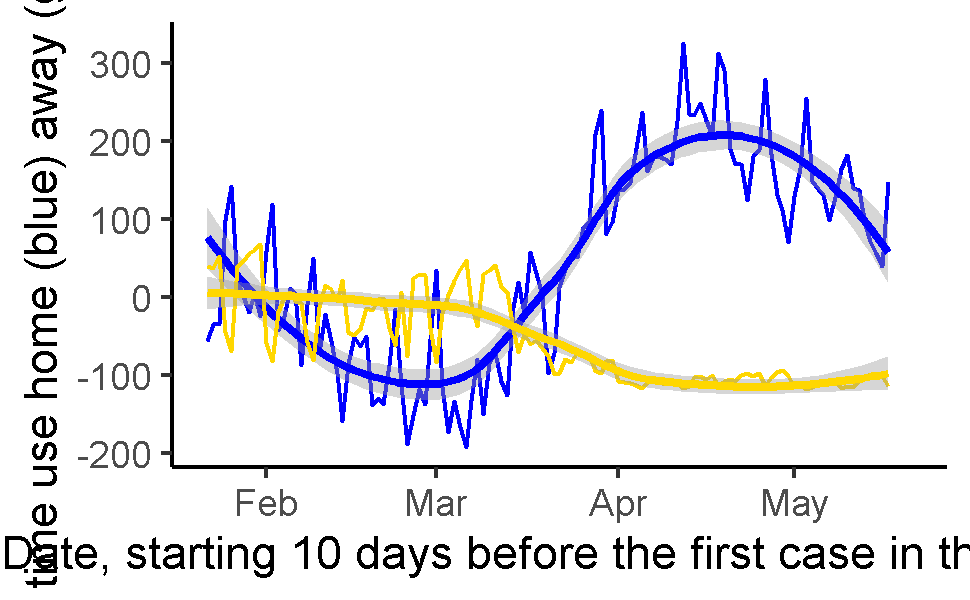 time use home (blue) away (
300
200
100
0
-100
-200
Feb Mar Apr May
Date, starting 10 days before the first case in th